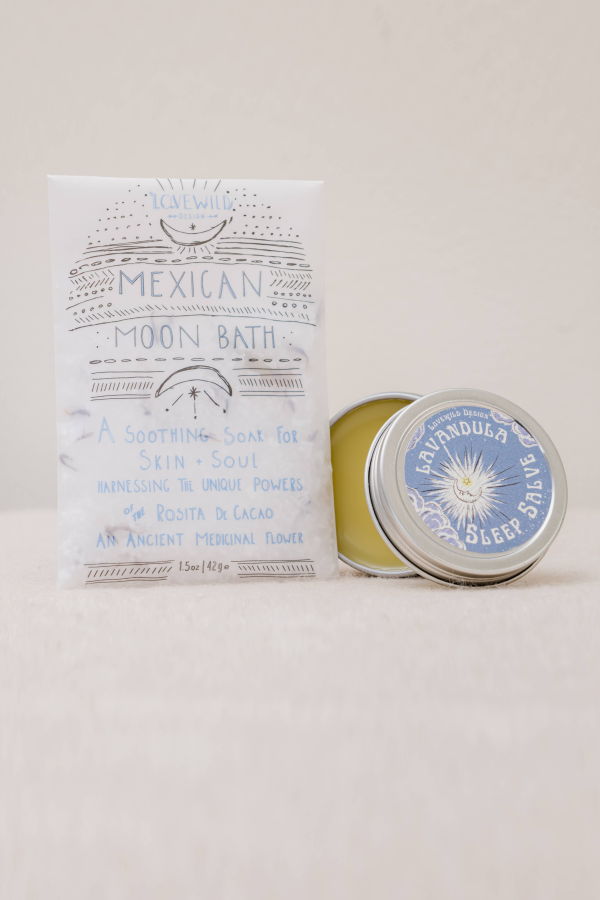 LOVEWILD
DESIGN
MEXICAN
MOON BATH
A SOOTHING SOAK FOR
SKIN + SOUL
HARNESSING THE UNIQUE POWERS
OF THE ROSITA DE CACAO
AN ANCIENT MEDICINAL FLOWER
1.5oz | 42g e
LOVEWILD DESIGN
LAVANDULA
SLEEP SALVE